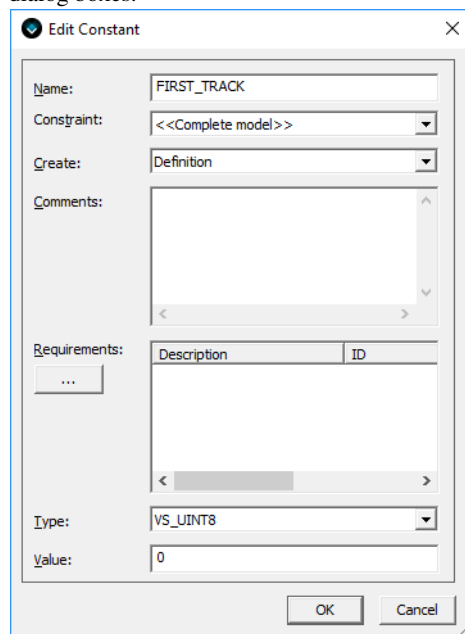 dialog boxes.
Edit Constant
Name: FIRST_TRACK
Constraint: <<Complete model>>
Create: Definition
Comments:
Requirements: Description ID
...
Type: VS_UINT8
Value: 0
OK Cancel